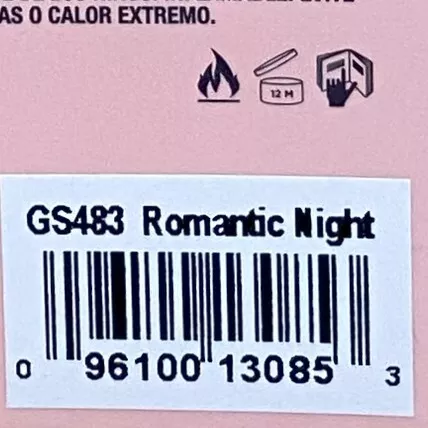 AS O CALOR EXTREMO.
12 M
GS483 Romantic Night
0 96100 13085 3